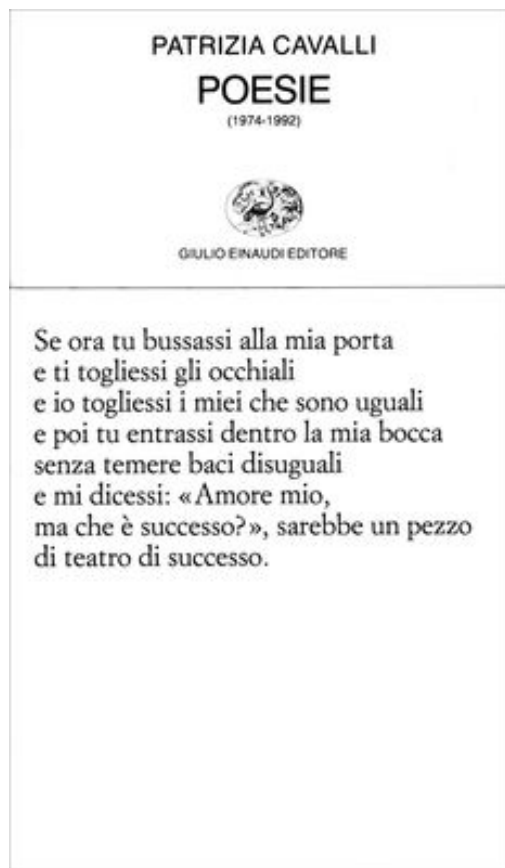 PATRIZIA CAVALLI
POESIE
(1974-1992)
GIULIO EINAUDI EDITORE
Se ora tu bussassi alla mia porta
e ti togliessi gli occhiali
e io togliessi i miei che sono uguali
e poi tu entrassi dentro la mia bocca
senza temere baci disuguali
e mi dicessi: «Amore mio,
ma che è successo?», sarebbe un pezzo
di teatro di successo.